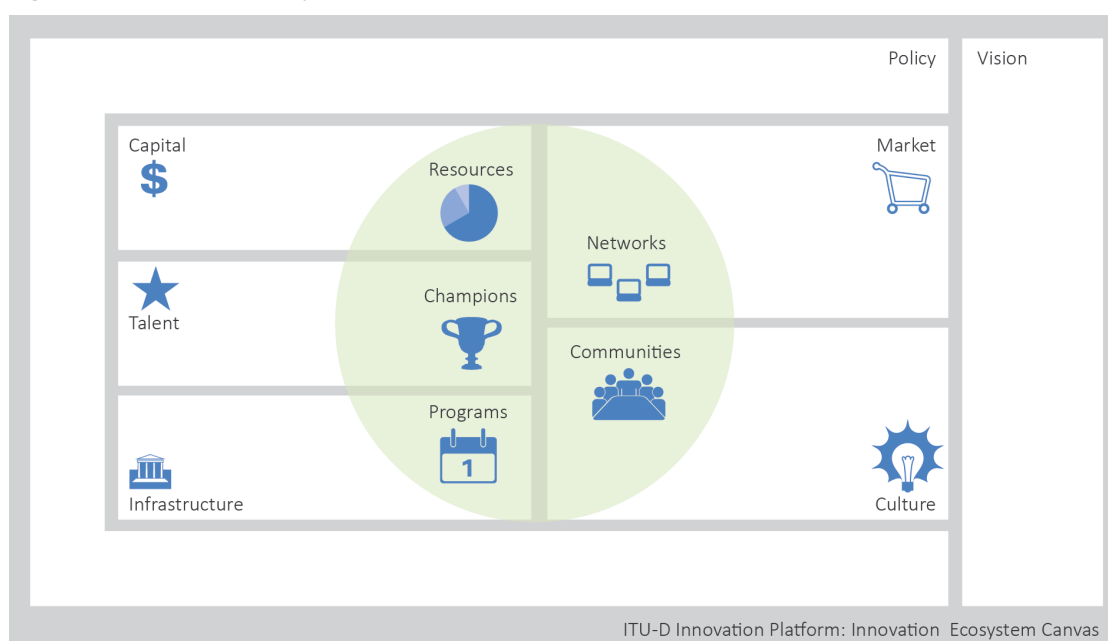 Policy
Vision
Capital
$
Resources
Market
Networks
Talent
Champions
Communities
Programs
1
Infrastructure
Culture
ITU-D Innovation Platform: Innovation Ecosystem Canvas